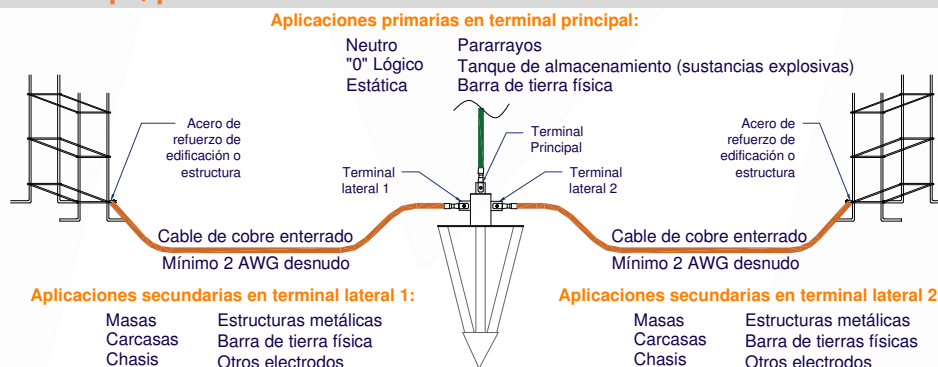 Aplicaciones primarias en terminal principal:
Neutro Pararrayos
"0" Lógico Tanque de almacenamiento (sustancias explosivas)
Estática Barra de tierra física
Acero de
refuerzo de
edificación o
estructura
Terminal
Principal
Terminal
lateral 1
Terminal
lateral 2
Acero de
refuerzo de
edificación o
estructura
Cable de cobre enterrado
Mínimo 2 AWG desnudo
Cable de cobre enterrado
Mínimo 2 AWG desnudo
Aplicaciones secundarias en terminal lateral 1:
Masas Estructuras metálicas
Carcasas Barra de tierra física
Chasis Otros electrodos
Aplicaciones secundarias en terminal lateral 2
Masas Estructuras metálicas
Carcasas Barra de tierras físicas
Chasis Otros electrodos